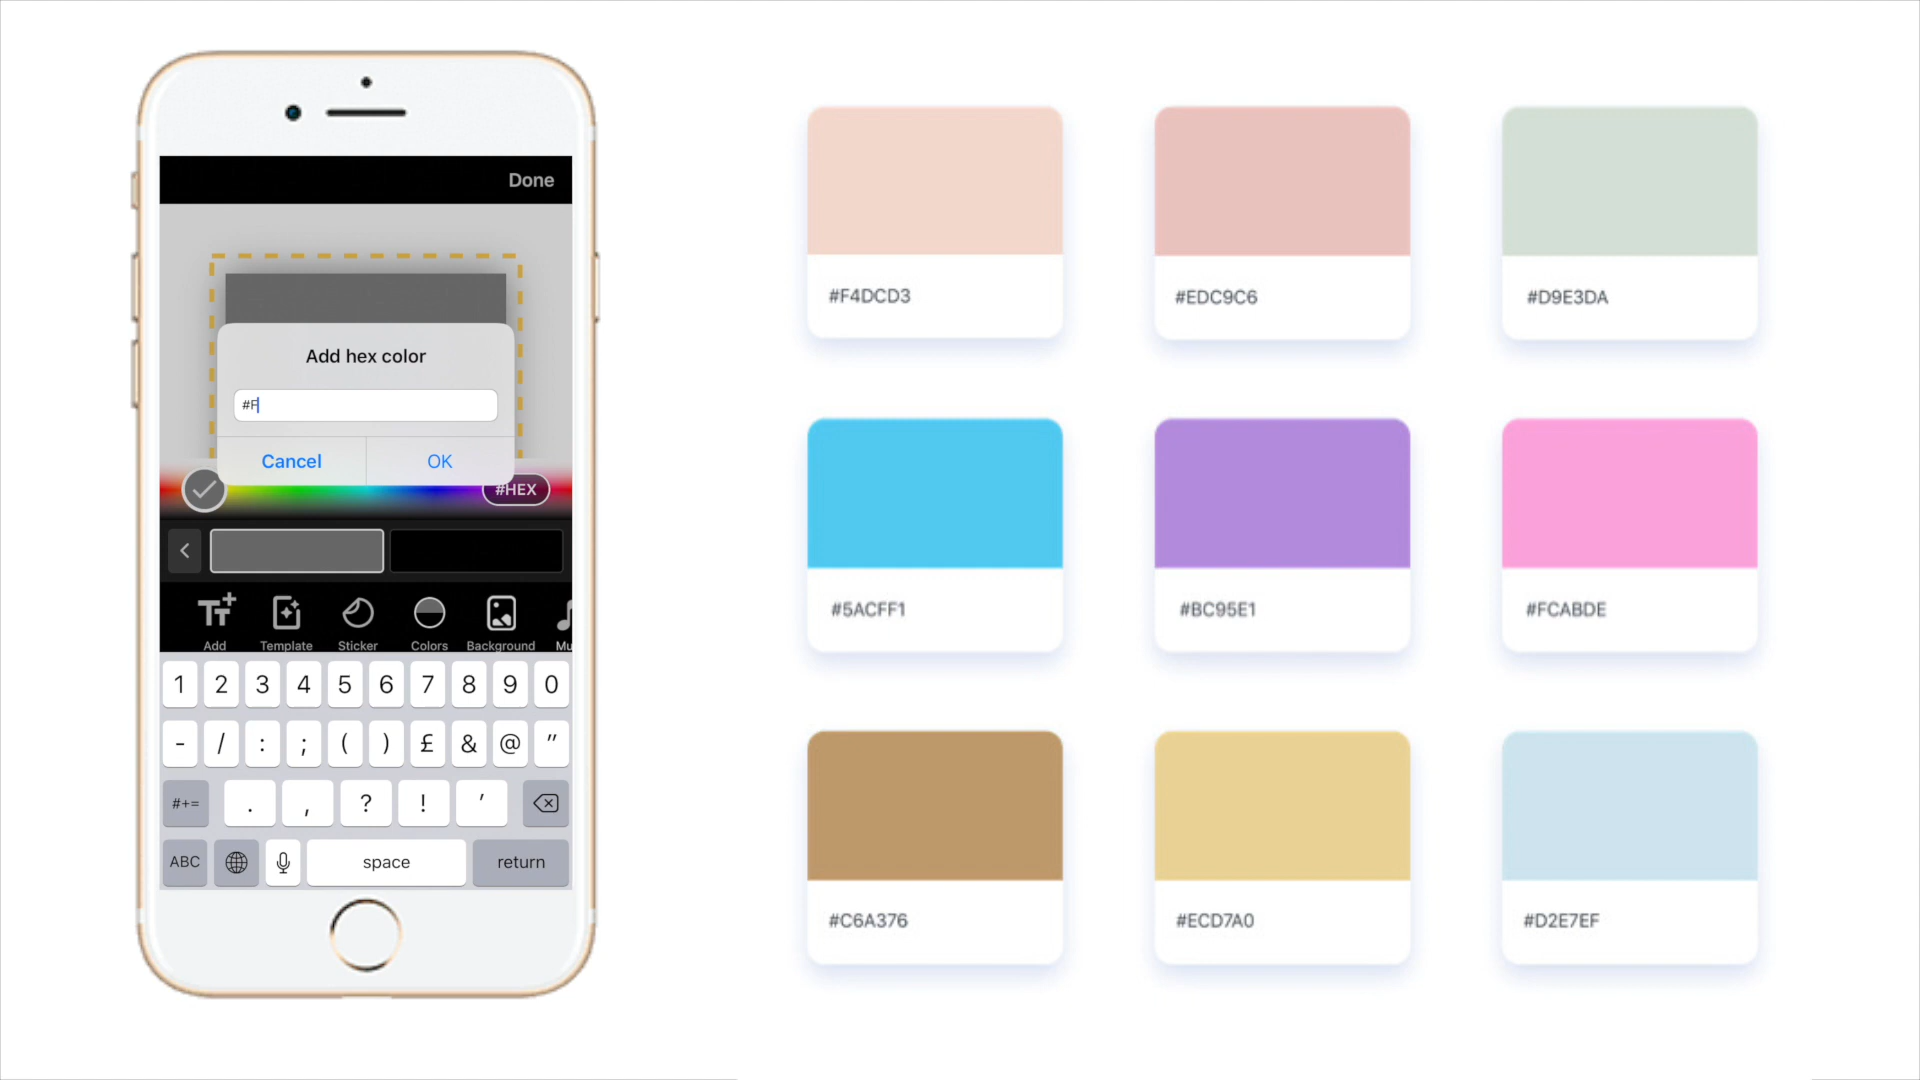 Done
Add hex color
#F
Cancel
OK
#HEX
Add
Template
Sticker
Colors
Background
Mu
1 2 3 4 5 6 7 8 9 0
- / : ; ( ) £ & @ "
#+= . , ? ! '
ABC space return
#F4DCD3
#EDC9C6
#D9E3DA
#5ACFF1
#BC95E1
#FCABDE
#C6A376
#ECD7A0
#D2E7EF